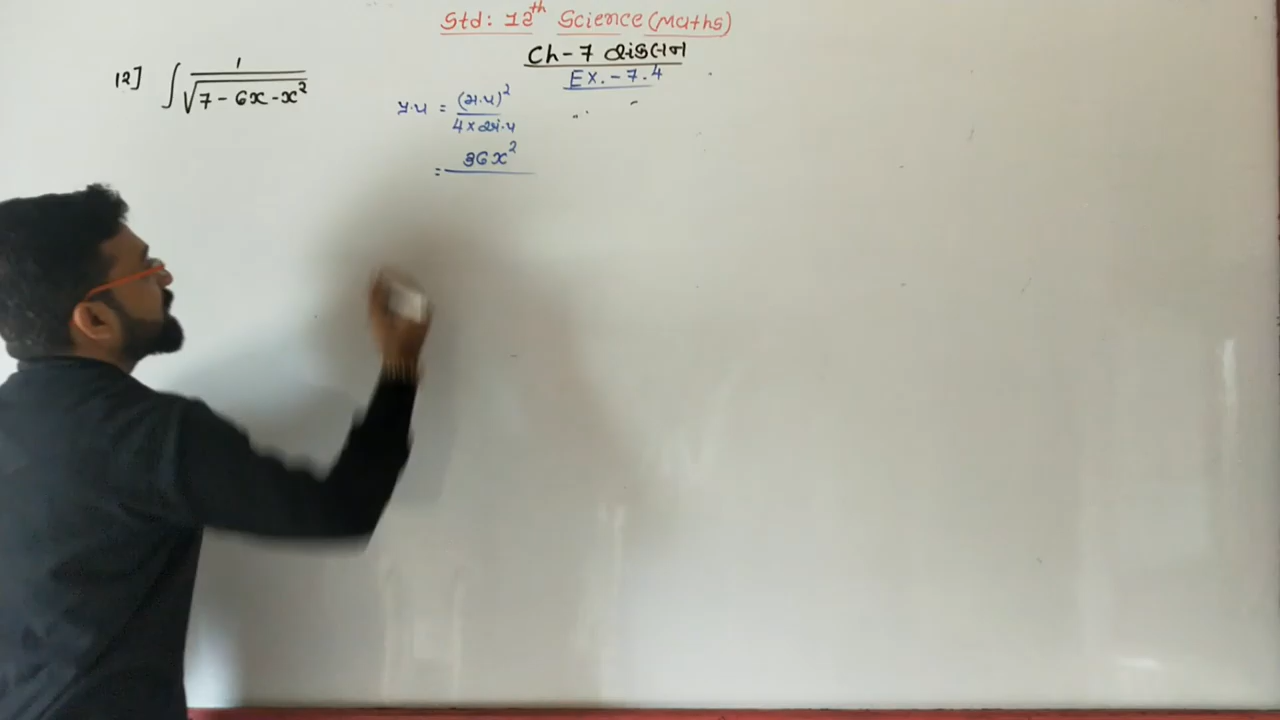 Std: 12th Science (Maths)
Ch-7 સંકલન
Ex. - 7.4
12] ∫ 1 / √(7 - 6x - x²)
પ્ર.પ = (મ.પ)² / 4 × અં.પ
= 36x²